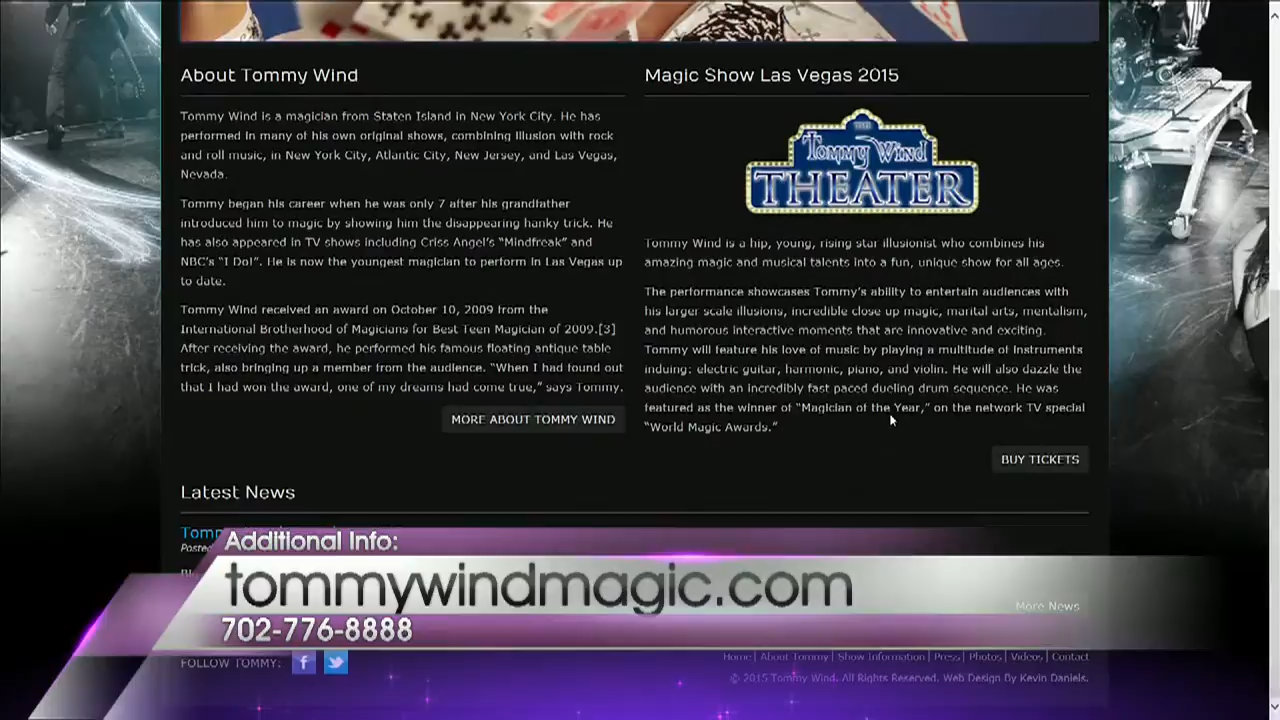 About Tommy Wind
Tommy Wind is a magician from Staten Island in New York City. He has
performed in many of his own original shows, combining illusion with rock
and roll music, in New York City, Atlantic City, New Jersey, and Las Vegas,
Nevada.
Tommy began his career when he was only 7 after his grandfather
introduced him to magic by showing him the disappearing hanky trick. He
has also appeared in TV shows including Criss Angel's "Mindfreak" and
NBC's "I Do!". He is now the youngest magician to perform in Las Vegas up
to date.
Tommy Wind received an award on October 10, 2009 from the
International Brotherhood of Magicians for Best Teen Magician of 2009.[3]
After receiving the award, he performed his famous floating antique table
trick, also bringing up a member from the audience. "When I had found out
that I had won the award, one of my dreams had come true," says Tommy.
MORE ABOUT TOMMY WIND
Magic Show Las Vegas 2015
THE
Tommy Wind
THEATER
Tommy Wind is a hip, young, rising star illusionist who combines his
amazing magic and musical talents into a fun, unique show for all ages.
The performance showcases Tommy's ability to entertain audiences with
his larger scale illusions, incredible close up magic, marital arts, mentalism,
and humorous interactive moments that are innovative and exciting.
Tommy will feature his love of music by playing a multitude of instruments
induing: electric guitar, harmonic, piano, and violin. He will also dazzle the
audience with an incredibly fast paced dueling drum sequence. He was
featured as the winner of "Magician of the Year," on the network TV special
"World Magic Awards."
BUY TICKETS
Latest News
Additional Info:
tommywindmagic.com
702-776-8888
More News
FOLLOW TOMMY:
Home | About Tommy | Show Information | Press | Photos | Videos | Contact
© 2015 Tommy Wind. All Rights Reserved. Web Design By Kevin Daniels.